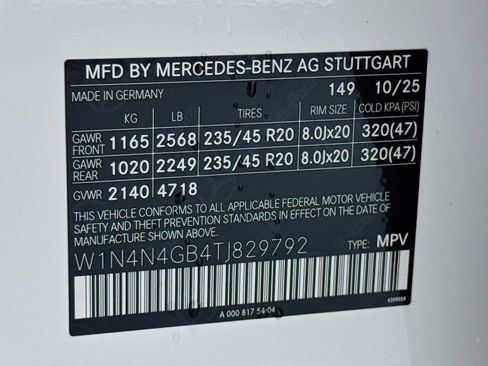 MFD BY MERCEDES-BENZ AG STUTTGART
MADE IN GERMANY 149 10/25
KG LB TIRES RIM SIZE COLD KPA (PSI)
GAWR FRONT 1165 2568 235/45 R20 8.0Jx20 320(47)
GAWR REAR 1020 2249 235/45 R20 8.0Jx20 320(47)
GVWR 2140 4718
THIS VEHICLE CONFORMS TO ALL APPLICABLE FEDERAL MOTOR VEHICLE
SAFETY AND THEFT PREVENTION STANDARDS IN EFFECT ON THE DATE OF
MANUFACTURE SHOWN ABOVE.
W1N4N4GB4TJ829792 TYPE: MPV
A 000 817 54 04